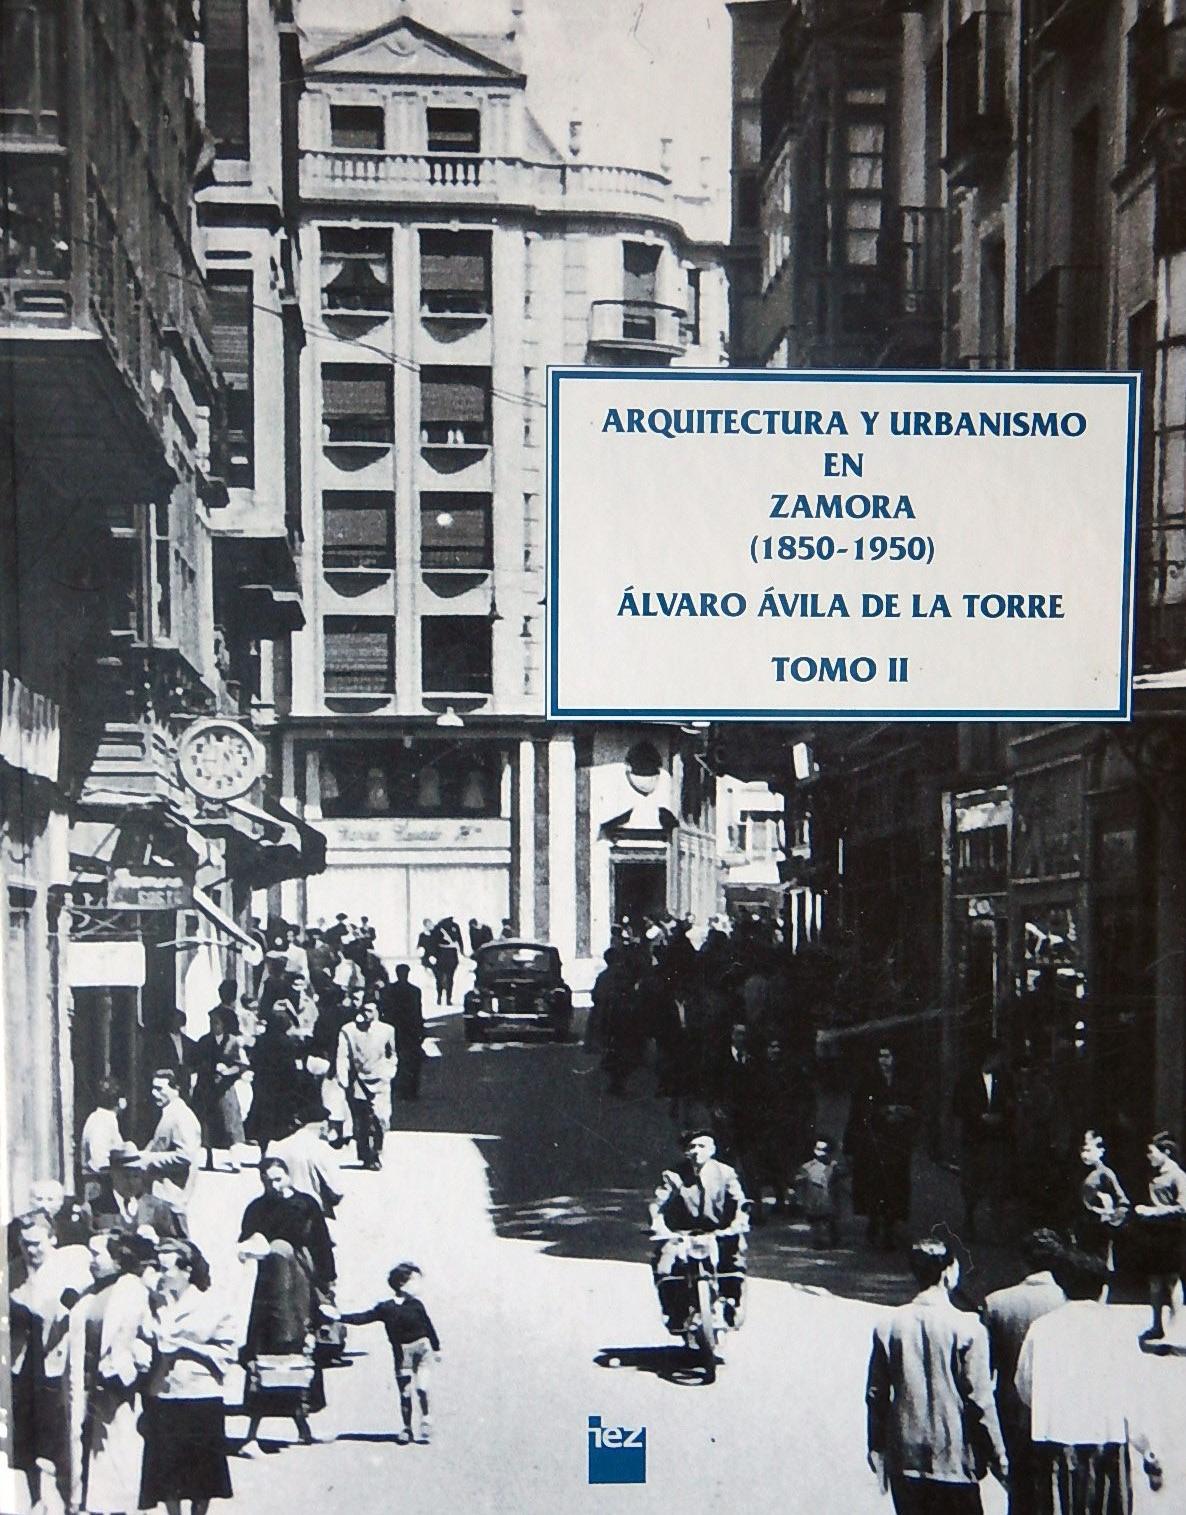 ARQUITECTURA Y URBANISMO
EN
ZAMORA
(1850-1950)
ÁLVARO ÁVILA DE LA TORRE
TOMO II
iez